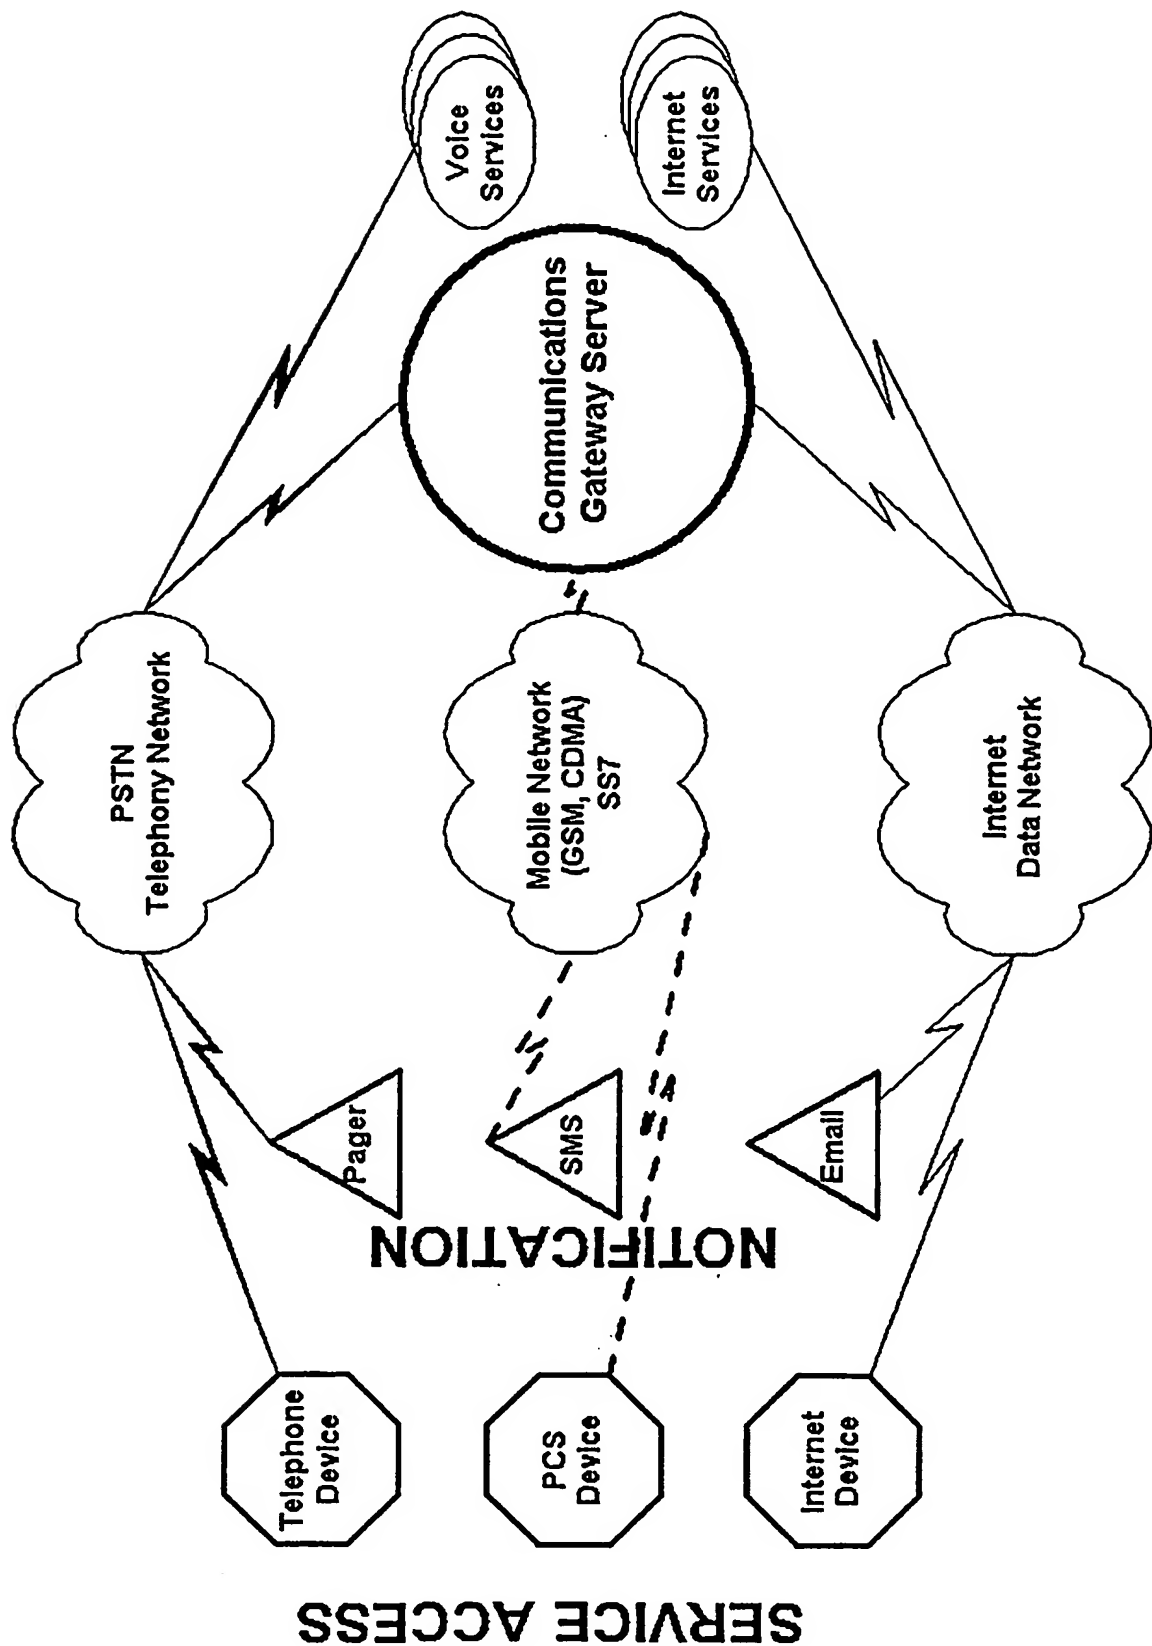 Voice
Services
Internet
Services
Communications
Gateway Server
PSTN
Telephony Network
Mobile Network
(GSM, CDMA)
SS7
Internet
Data Network
Pager
SMS
Email
NOTIFICATION
Telephone
Device
PCS
Device
Internet
Device
SERVICE ACCESS